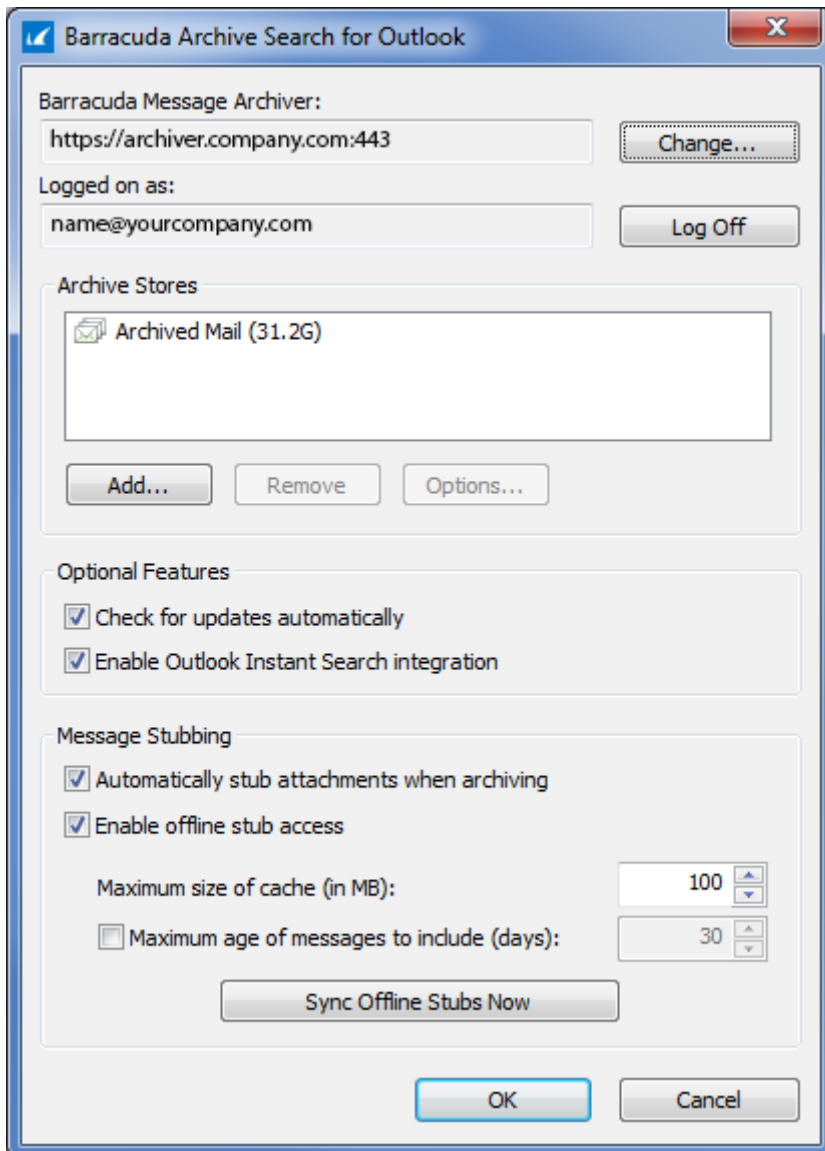 Barracuda Archive Search for Outlook
Barracuda Message Archiver:
https://archiver.company.com:443
Change...
Logged on as:
name@yourcompany.com
Log Off
Archive Stores
Archived Mail (31.2G)
Add... Remove Options...
Optional Features
Check for updates automatically
Enable Outlook Instant Search integration
Message Stubbing
Automatically stub attachments when archiving
Enable offline stub access
Maximum size of cache (in MB): 100
Maximum age of messages to include (days): 30
Sync Offline Stubs Now
OK Cancel